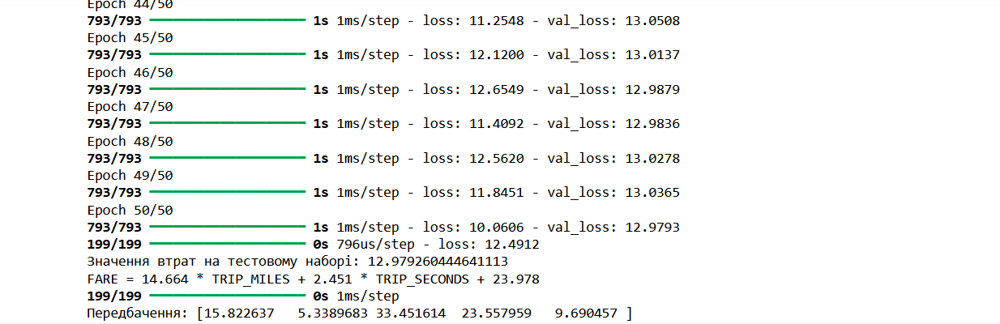 Epoch 44/50
793/793 ━━━━━━━━━━━━━━━━━━━━ 1s 1ms/step - loss: 11.2548 - val_loss: 13.0508
Epoch 45/50
793/793 ━━━━━━━━━━━━━━━━━━━━ 1s 1ms/step - loss: 12.1200 - val_loss: 13.0137
Epoch 46/50
793/793 ━━━━━━━━━━━━━━━━━━━━ 1s 1ms/step - loss: 12.6549 - val_loss: 12.9879
Epoch 47/50
793/793 ━━━━━━━━━━━━━━━━━━━━ 1s 1ms/step - loss: 11.4092 - val_loss: 12.9836
Epoch 48/50
793/793 ━━━━━━━━━━━━━━━━━━━━ 1s 1ms/step - loss: 12.5620 - val_loss: 13.0278
Epoch 49/50
793/793 ━━━━━━━━━━━━━━━━━━━━ 1s 1ms/step - loss: 11.8451 - val_loss: 13.0365
Epoch 50/50
793/793 ━━━━━━━━━━━━━━━━━━━━ 1s 1ms/step - loss: 10.0606 - val_loss: 12.9793
199/199 ━━━━━━━━━━━━━━━━━━━━ 0s 796us/step - loss: 12.4912
Значення втрат на тестовому наборі: 12.979260444641113
FARE = 14.664 * TRIP_MILES + 2.451 * TRIP_SECONDS + 23.978
199/199 ━━━━━━━━━━━━━━━━━━━━ 0s 1ms/step
Передбачення: [15.822637   5.3389683 33.451614  23.557959   9.690457 ]